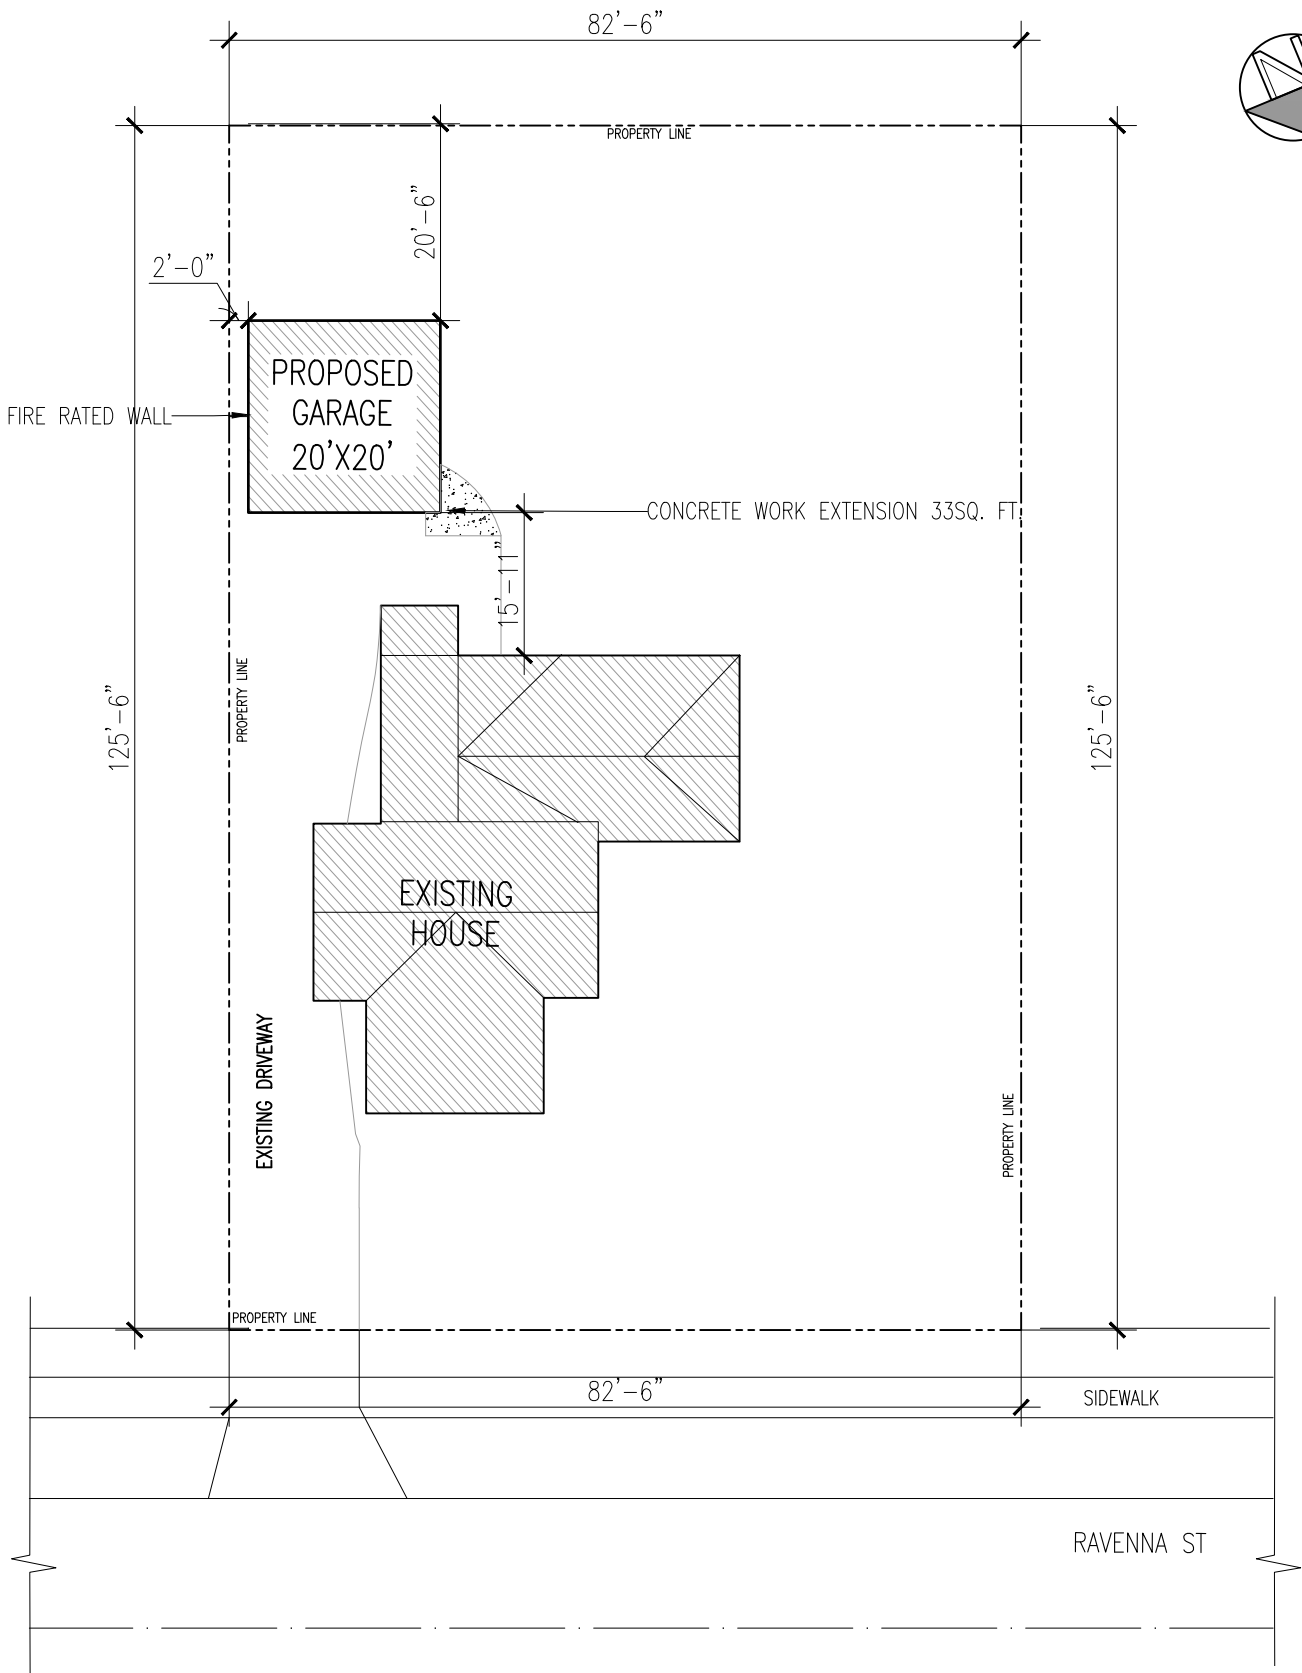 82'-6"
N
PROPERTY LINE
20'-6"
2'-0"
PROPOSED
GARAGE
20'X20'
FIRE RATED WALL
CONCRETE WORK EXTENSION 33SQ. FT.
15'-11"
PROPERTY LINE
125'-6"
125'-6"
EXISTING
HOUSE
EXISTING DRIVEWAY
PROPERTY LINE
PROPERTY LINE
82'-6"
SIDEWALK
RAVENNA ST